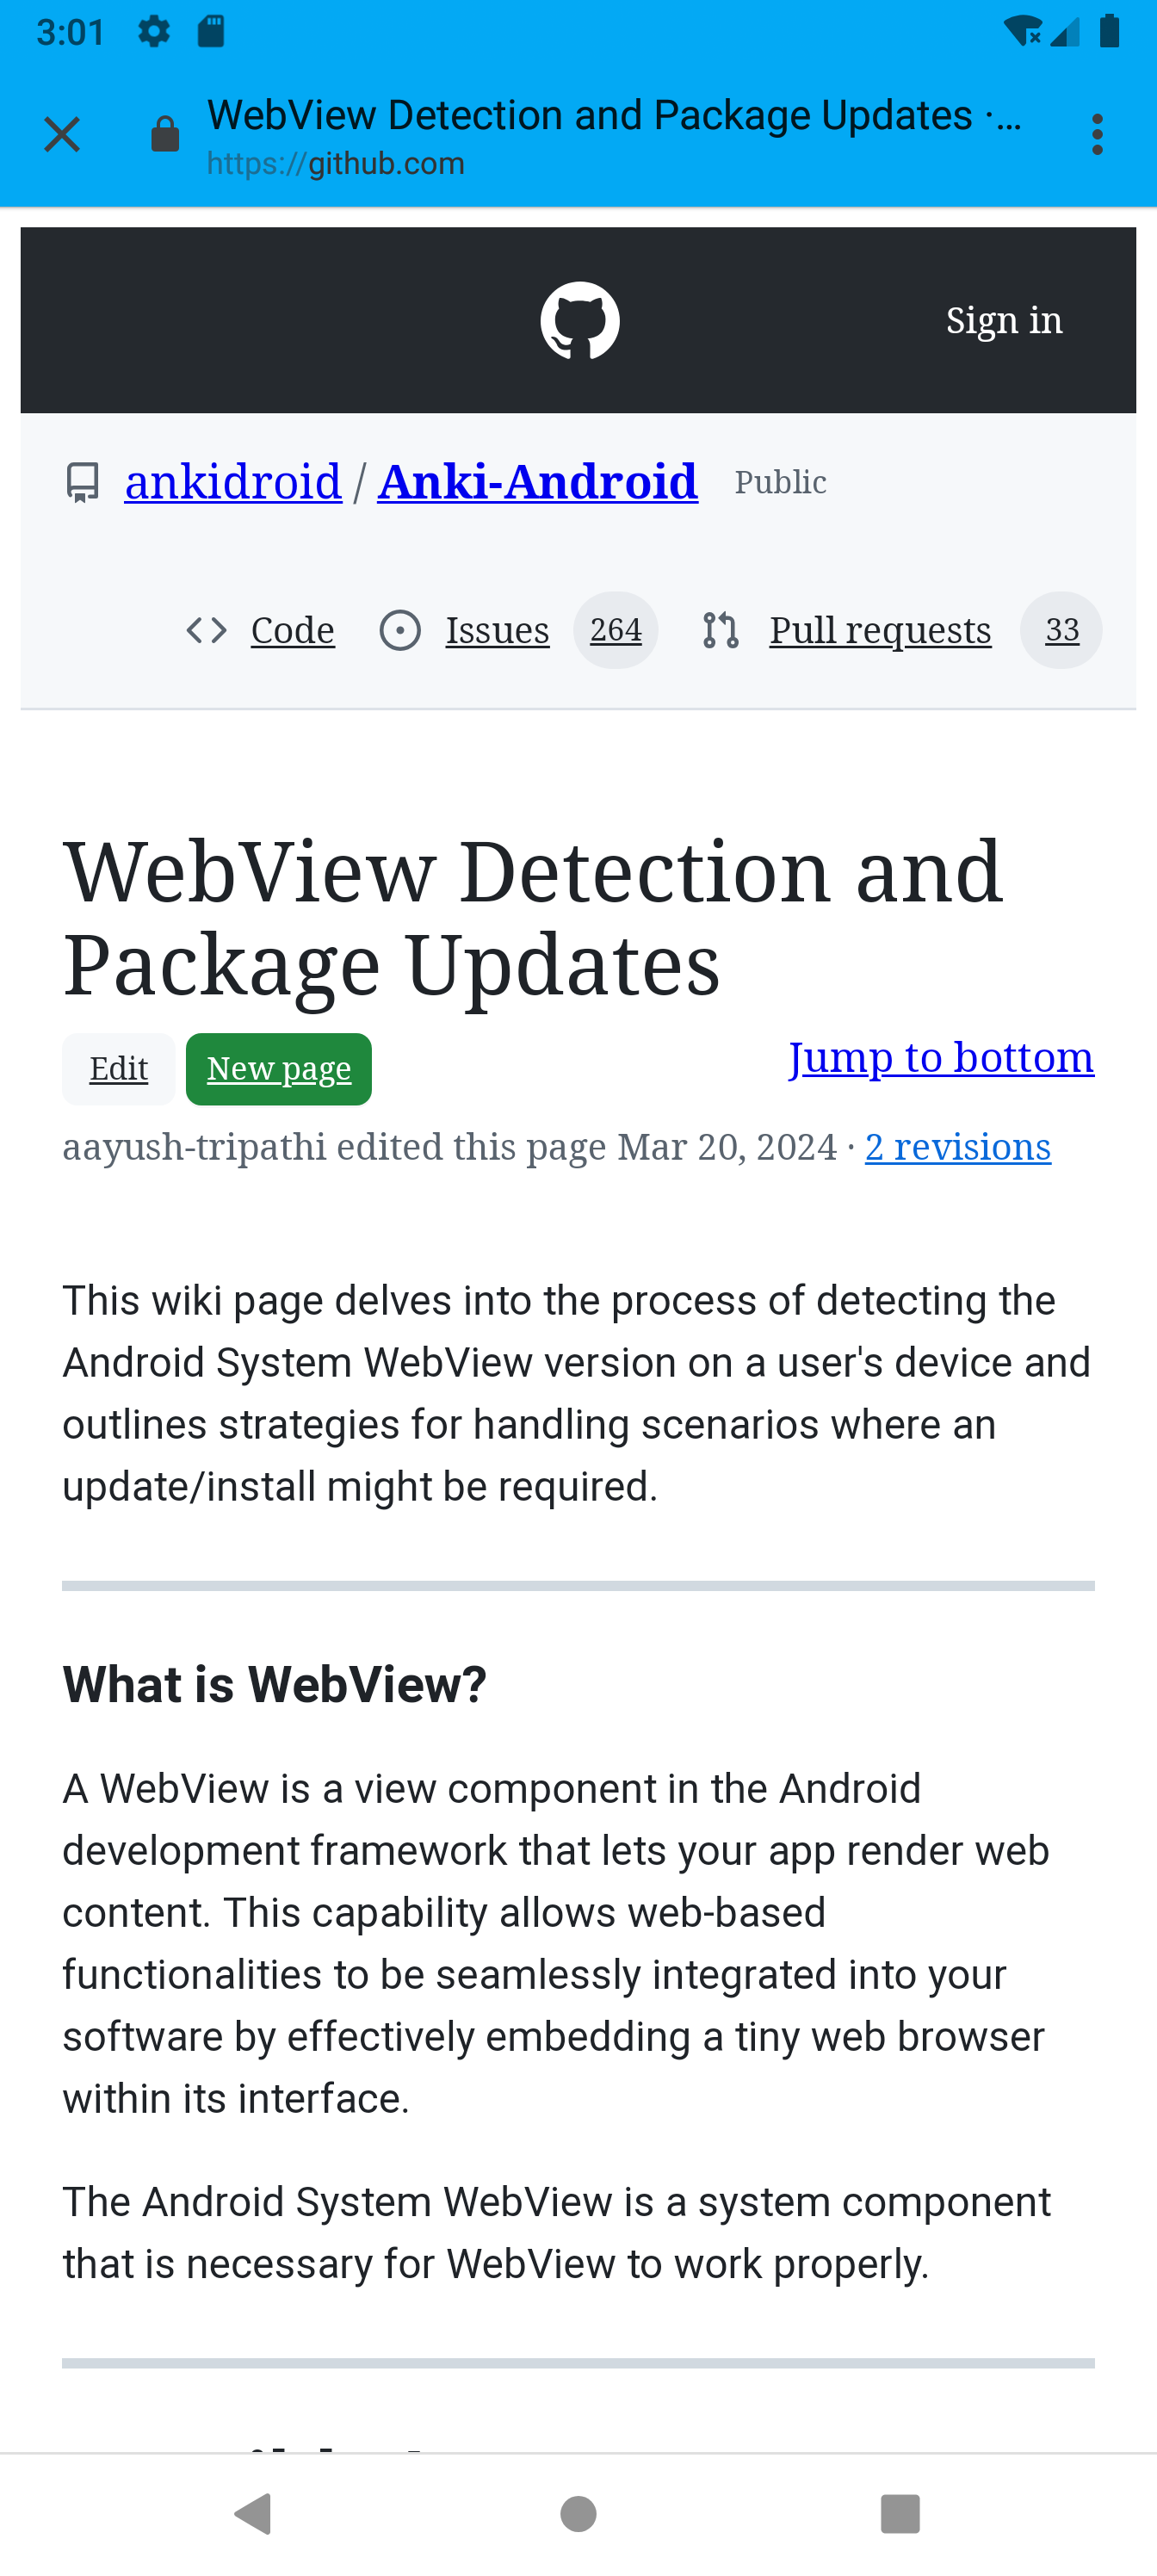 3:01
WebView Detection and Package Updates ·...
https://github.com
Sign in
ankidroid / Anki-Android Public
Code Issues 264 Pull requests 33
WebView Detection and
Package Updates
Edit New page Jump to bottom
aayush-tripathi edited this page Mar 20, 2024 · 2 revisions
This wiki page delves into the process of detecting the
Android System WebView version on a user's device and
outlines strategies for handling scenarios where an
update/install might be required.
What is WebView?
A WebView is a view component in the Android
development framework that lets your app render web
content. This capability allows web-based
functionalities to be seamlessly integrated into your
software by effectively embedding a tiny web browser
within its interface.
The Android System WebView is a system component
that is necessary for WebView to work properly.